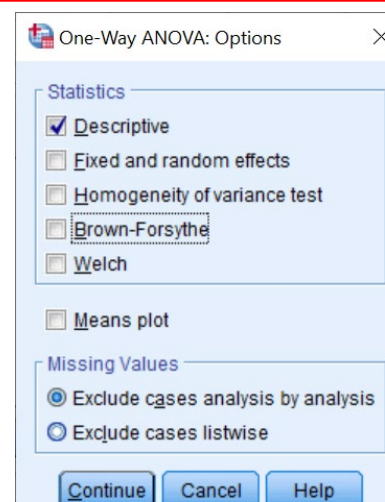 One-Way ANOVA: Options
Statistics
Descriptive
Fixed and random effects
Homogeneity of variance test
Brown-Forsythe
Welch
Means plot
Missing Values
Exclude cases analysis by analysis
Exclude cases listwise
Continue Cancel Help